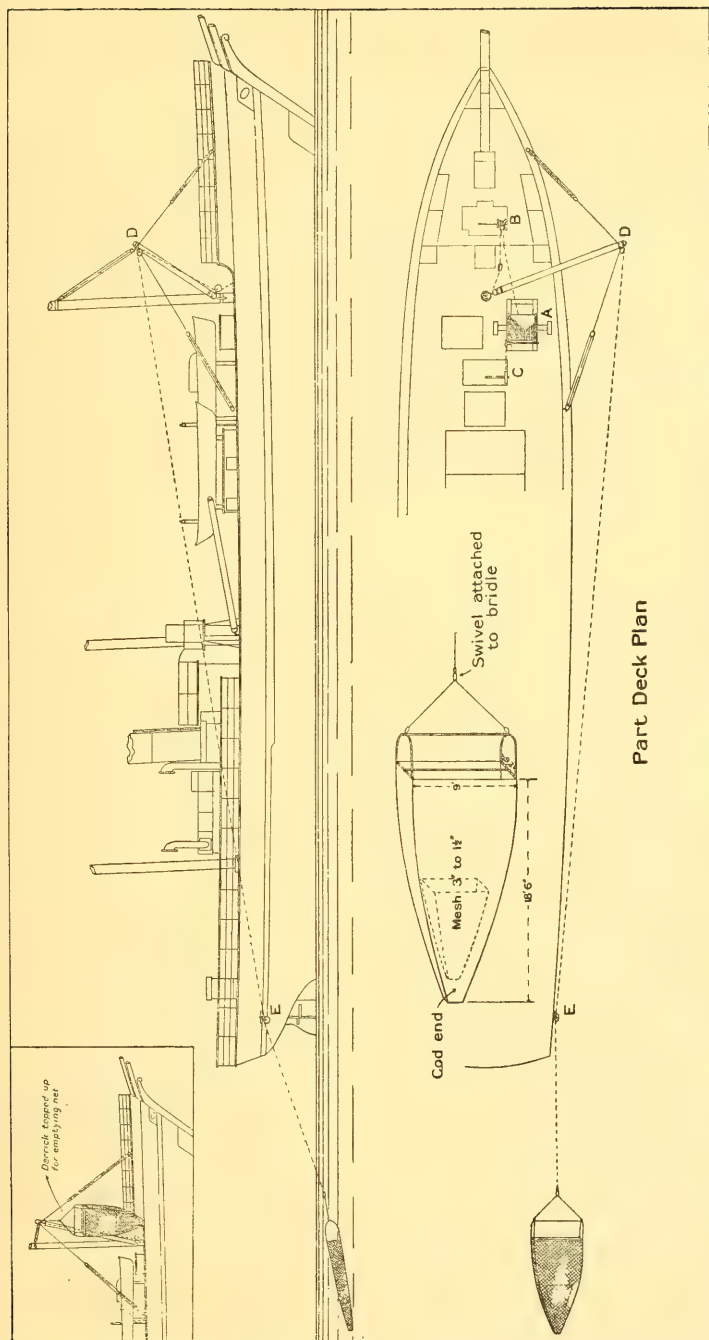 Derrick topped up
for emptying net
D
E
Swivel attached
to bridle
9'
Mesh 3" to 1½"
18'6"
Cod end
B
A
C
D
E
Part Deck Plan